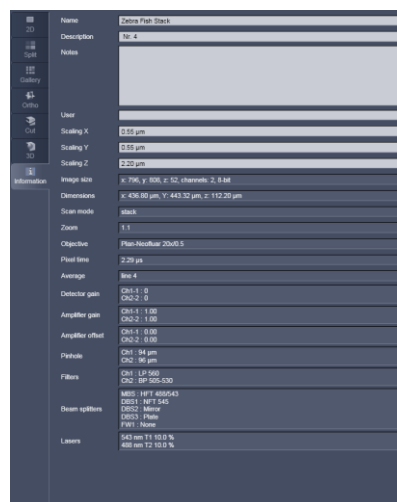 2D
Split
Gallery
Ortho
Cut
3D
Information
Name Zebra Fish Stack
Description Nr. 4
Notes
User
Scaling X 0.55 µm
Scaling Y 0.55 µm
Scaling Z 2.20 µm
Image size x: 796, y: 808, z: 52, channels: 2, 8-bit
Dimensions x: 436.80 µm, Y: 443.32 µm, z: 112.20 µm
Scan mode stack
Zoom 1.1
Objective Plan-Neofluar 20x/0.5
Pixel time 2.29 µs
Average line 4
Detector gain Ch1-1 : 0
Ch2-2 : 0
Amplifier gain Ch1-1 : 1.00
Ch2-2 : 1.00
Amplifier offset Ch1-1 : 0.00
Ch2-2 : 0.00
Pinhole Ch1 : 94 µm
Ch2 : 96 µm
Filters Ch1 : LP 560
Ch2 : BP 505-530
Beam splitters MBS : HFT 488/543
DBS1 : NFT 545
DBS2 : Mirror
DBS3 : Plate
FW1 : None
Lasers 543 nm T1 10.0 %
488 nm T2 10.0 %